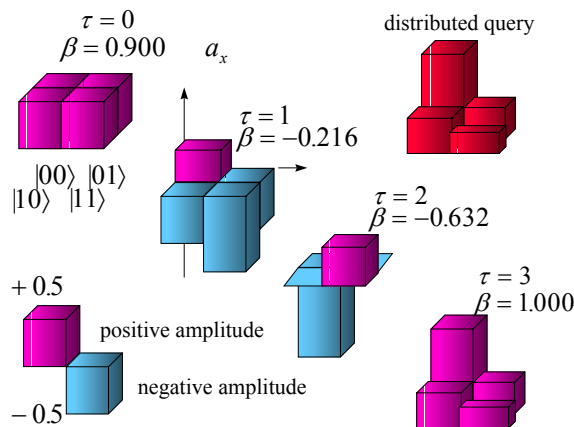 τ = 0
β = 0.900
a_x
distributed query
τ = 1
β = −0.216
|00⟩ |01⟩
|10⟩ |11⟩
τ = 2
β = −0.632
+ 0.5
positive amplitude
τ = 3
β = 1.000
negative amplitude
− 0.5